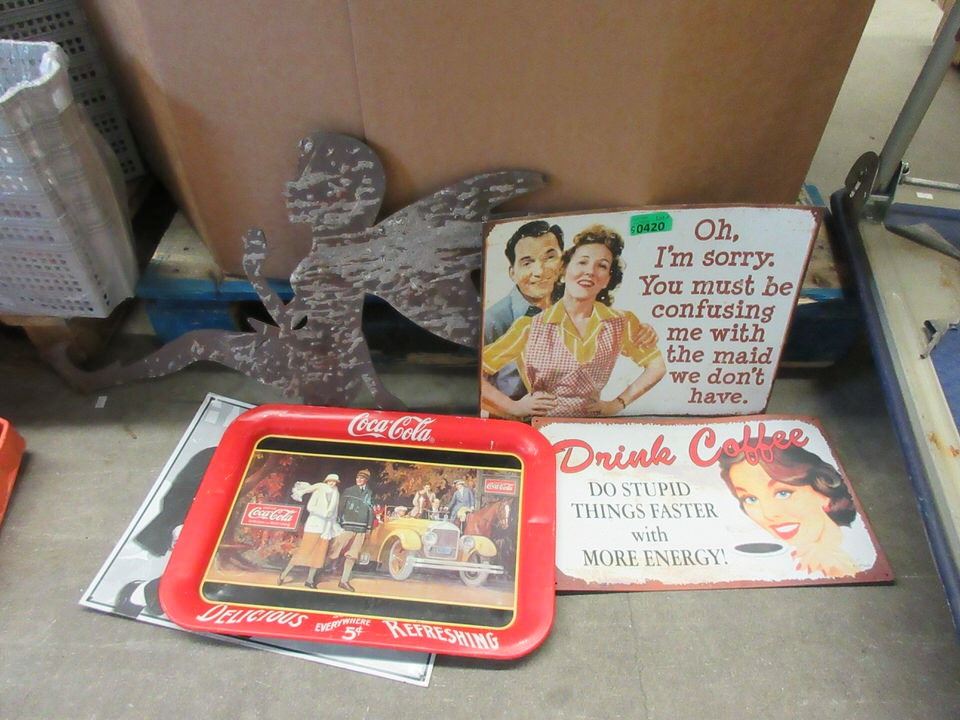 0420
Oh,
I'm sorry.
You must be
confusing
me with
the maid
we don't
have.
Coca-Cola
Coca-Cola
Coca-Cola
DELICIOUS
EVERYWHERE
5¢
REFRESHING
Drink Coffee
DO STUPID
THINGS FASTER
with
MORE ENERGY!